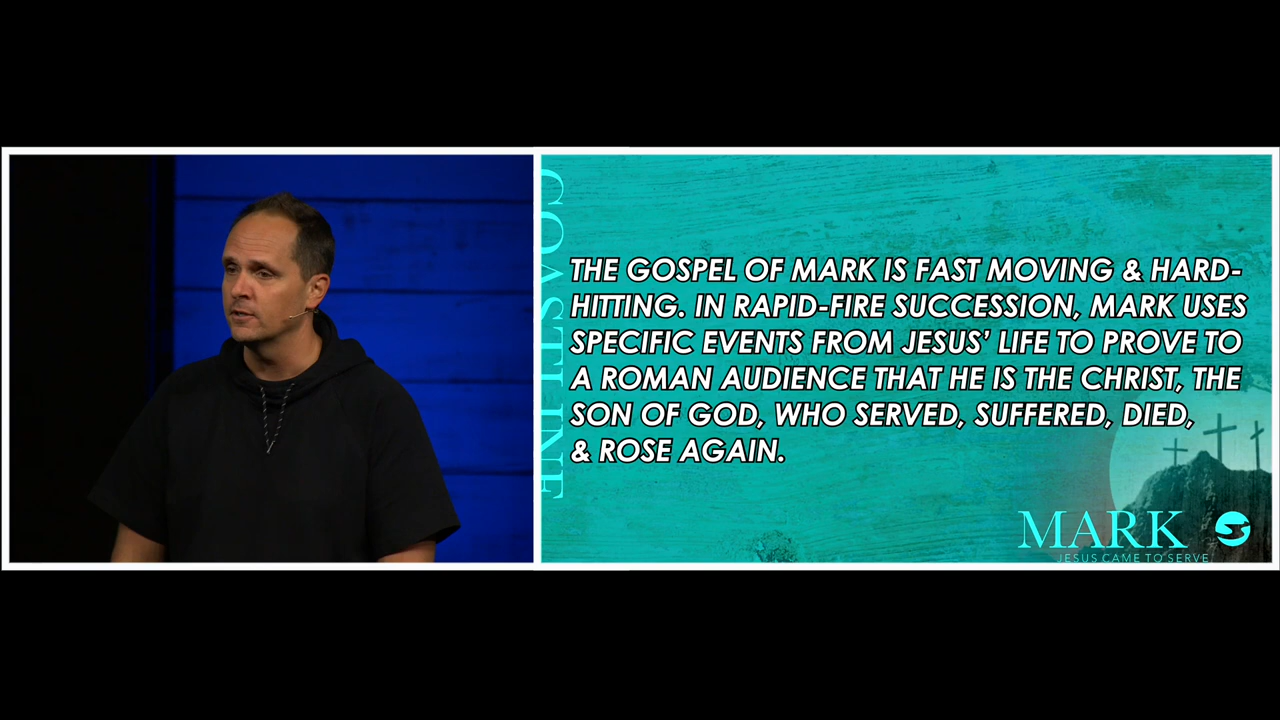 COASTLINE
THE GOSPEL OF MARK IS FAST MOVING & HARD-
HITTING. IN RAPID-FIRE SUCCESSION, MARK USES
SPECIFIC EVENTS FROM JESUS’ LIFE TO PROVE TO
A ROMAN AUDIENCE THAT HE IS THE CHRIST, THE
SON OF GOD, WHO SERVED, SUFFERED, DIED,
& ROSE AGAIN.
MARK
JESUS CAME TO SERVE